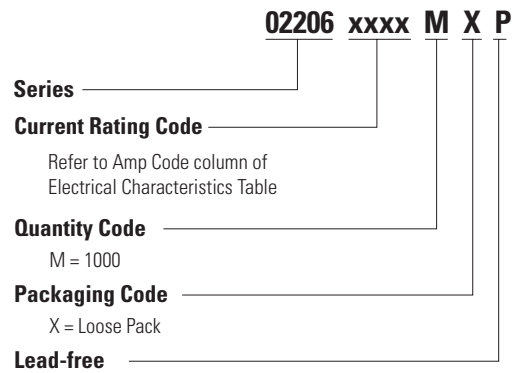 02206 xxxx M X P
Series
Current Rating Code
Refer to Amp Code column of
Electrical Characteristics Table
Quantity Code
M = 1000
Packaging Code
X = Loose Pack
Lead-free